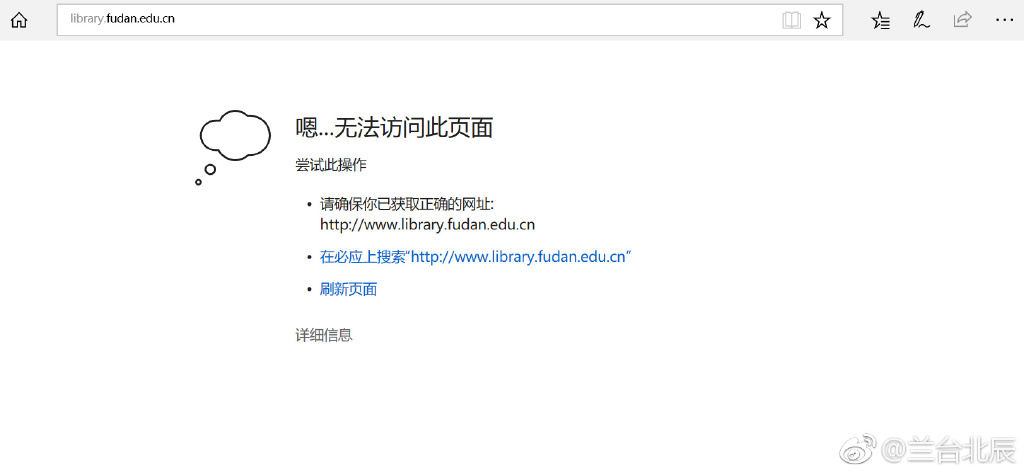 library.fudan.edu.cn
嗯...无法访问此页面
尝试此操作
• 请确保你已获取正确的网址:
http://www.library.fudan.edu.cn
• 在必应上搜索"http://www.library.fudan.edu.cn"
• 刷新页面
详细信息
@兰台北辰